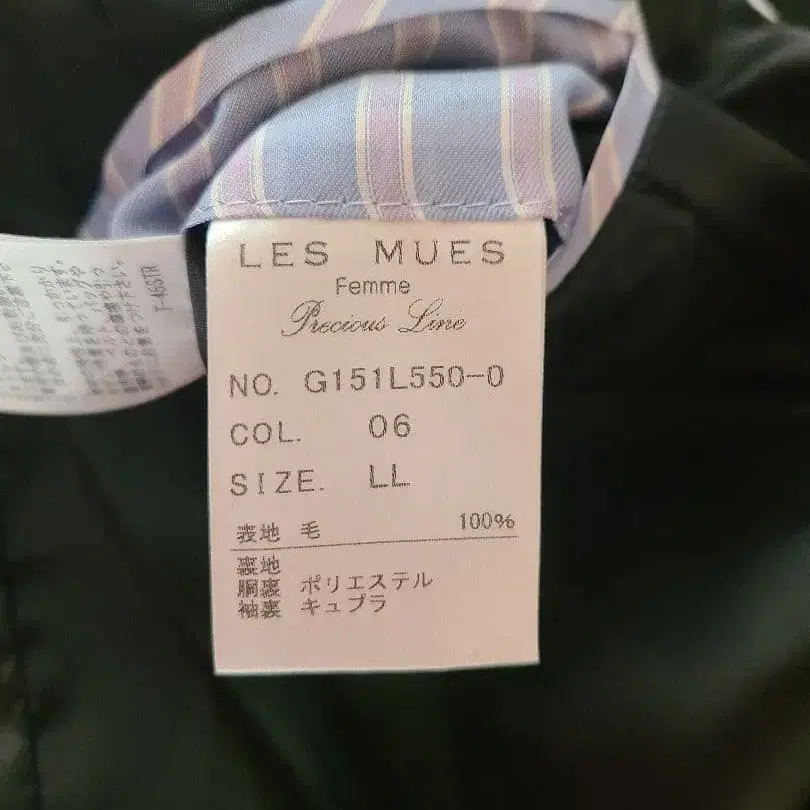 LES MUES
Femme
Precious Line
NO. G151L550-0
COL. 06
SIZE. LL
表地 毛 100%
裏地
胴裏 ポリエステル
袖裏 キュプラ
T-45STR